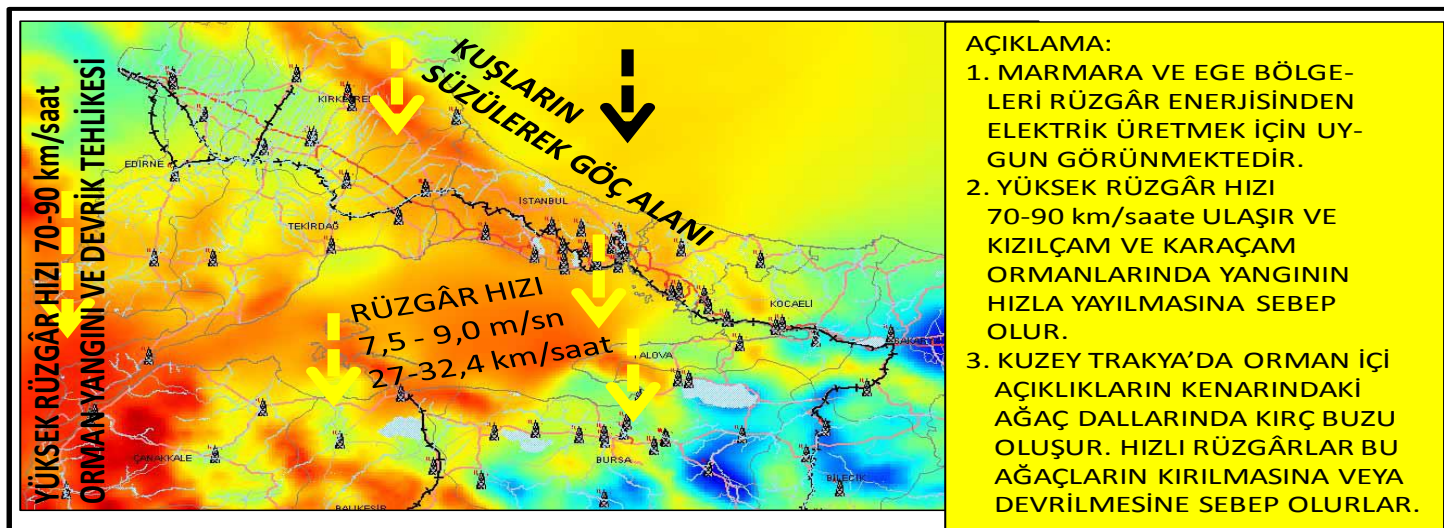 YÜKSEK RÜZGÂR HIZI 70-90 km/saat
ORMAN YANGINI VE DEVRİK TEHLİKESİ
KUŞLARIN
SÜZÜLEREK GÖÇ ALANI
EDİRNE
TEKİRDAĞ
İSTANBUL
KOCAELİ
RÜZGÂR HIZI
7,5 - 9,0 m/sn
27-32,4 km/saat
ALOVA
ÇANAKKALE
BURSA
BİLECİK
BALIKESİR
AÇIKLAMA:
1. MARMARA VE EGE BÖLGE-
LERİ RÜZGÂR ENERJİSİNDEN
ELEKTRİK ÜRETMEK İÇİN UY-
GUN GÖRÜNMEKTEDİR.
2. YÜKSEK RÜZGÂR HIZI
70-90 km/saate ULAŞIR VE
KIZILÇAM VE KARAÇAM
ORMANLARINDA YANGININ
HIZLA YAYILMASINA SEBEP
OLUR.
3. KUZEY TRAKYA’DA ORMAN İÇİ
AÇIKLIKLARIN KENARINDAKİ
AĞAÇ DALLARINDA KIRÇ BUZU
OLUŞUR. HIZLI RÜZGÂRLAR BU
AĞAÇLARIN KIRILMASINA VEYA
DEVRİLMESİNE SEBEP OLURLAR.